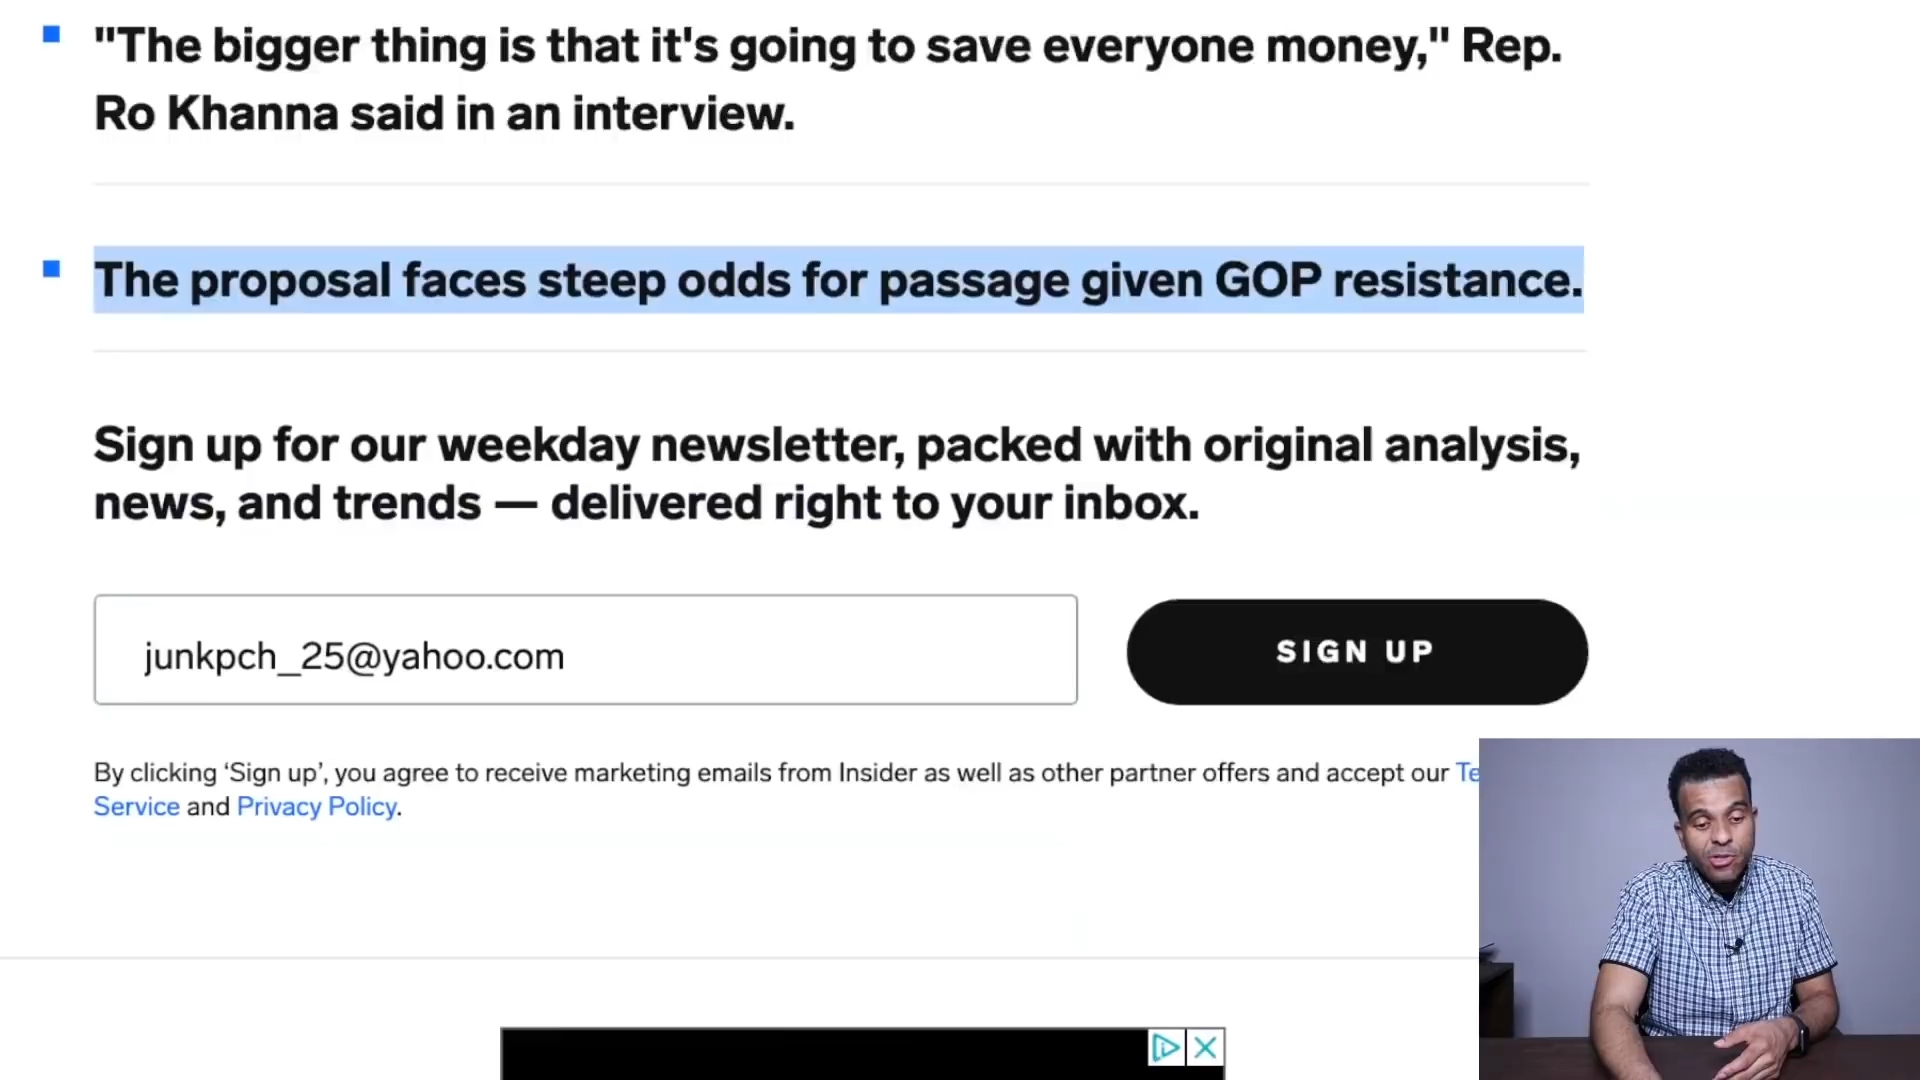 "The bigger thing is that it's going to save everyone money," Rep.
Ro Khanna said in an interview.
The proposal faces steep odds for passage given GOP resistance.
Sign up for our weekday newsletter, packed with original analysis,
news, and trends — delivered right to your inbox.
junkpch_25@yahoo.com
SIGN UP
By clicking ‘Sign up’, you agree to receive marketing emails from Insider as well as other partner offers and accept our Te
Service and Privacy Policy.